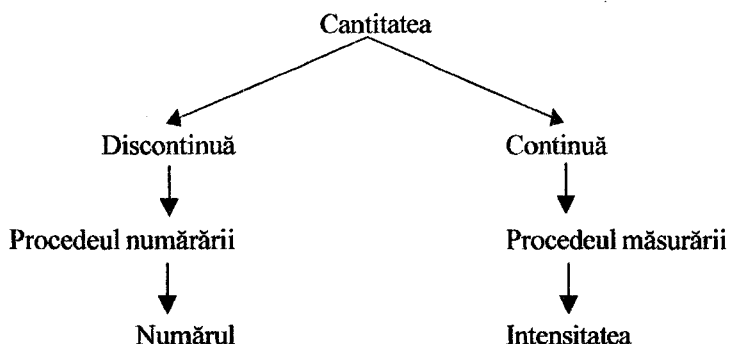 Cantitatea
Discontinuă Continuă
Procedeul numărării Procedeul măsurării
Numărul Intensitatea